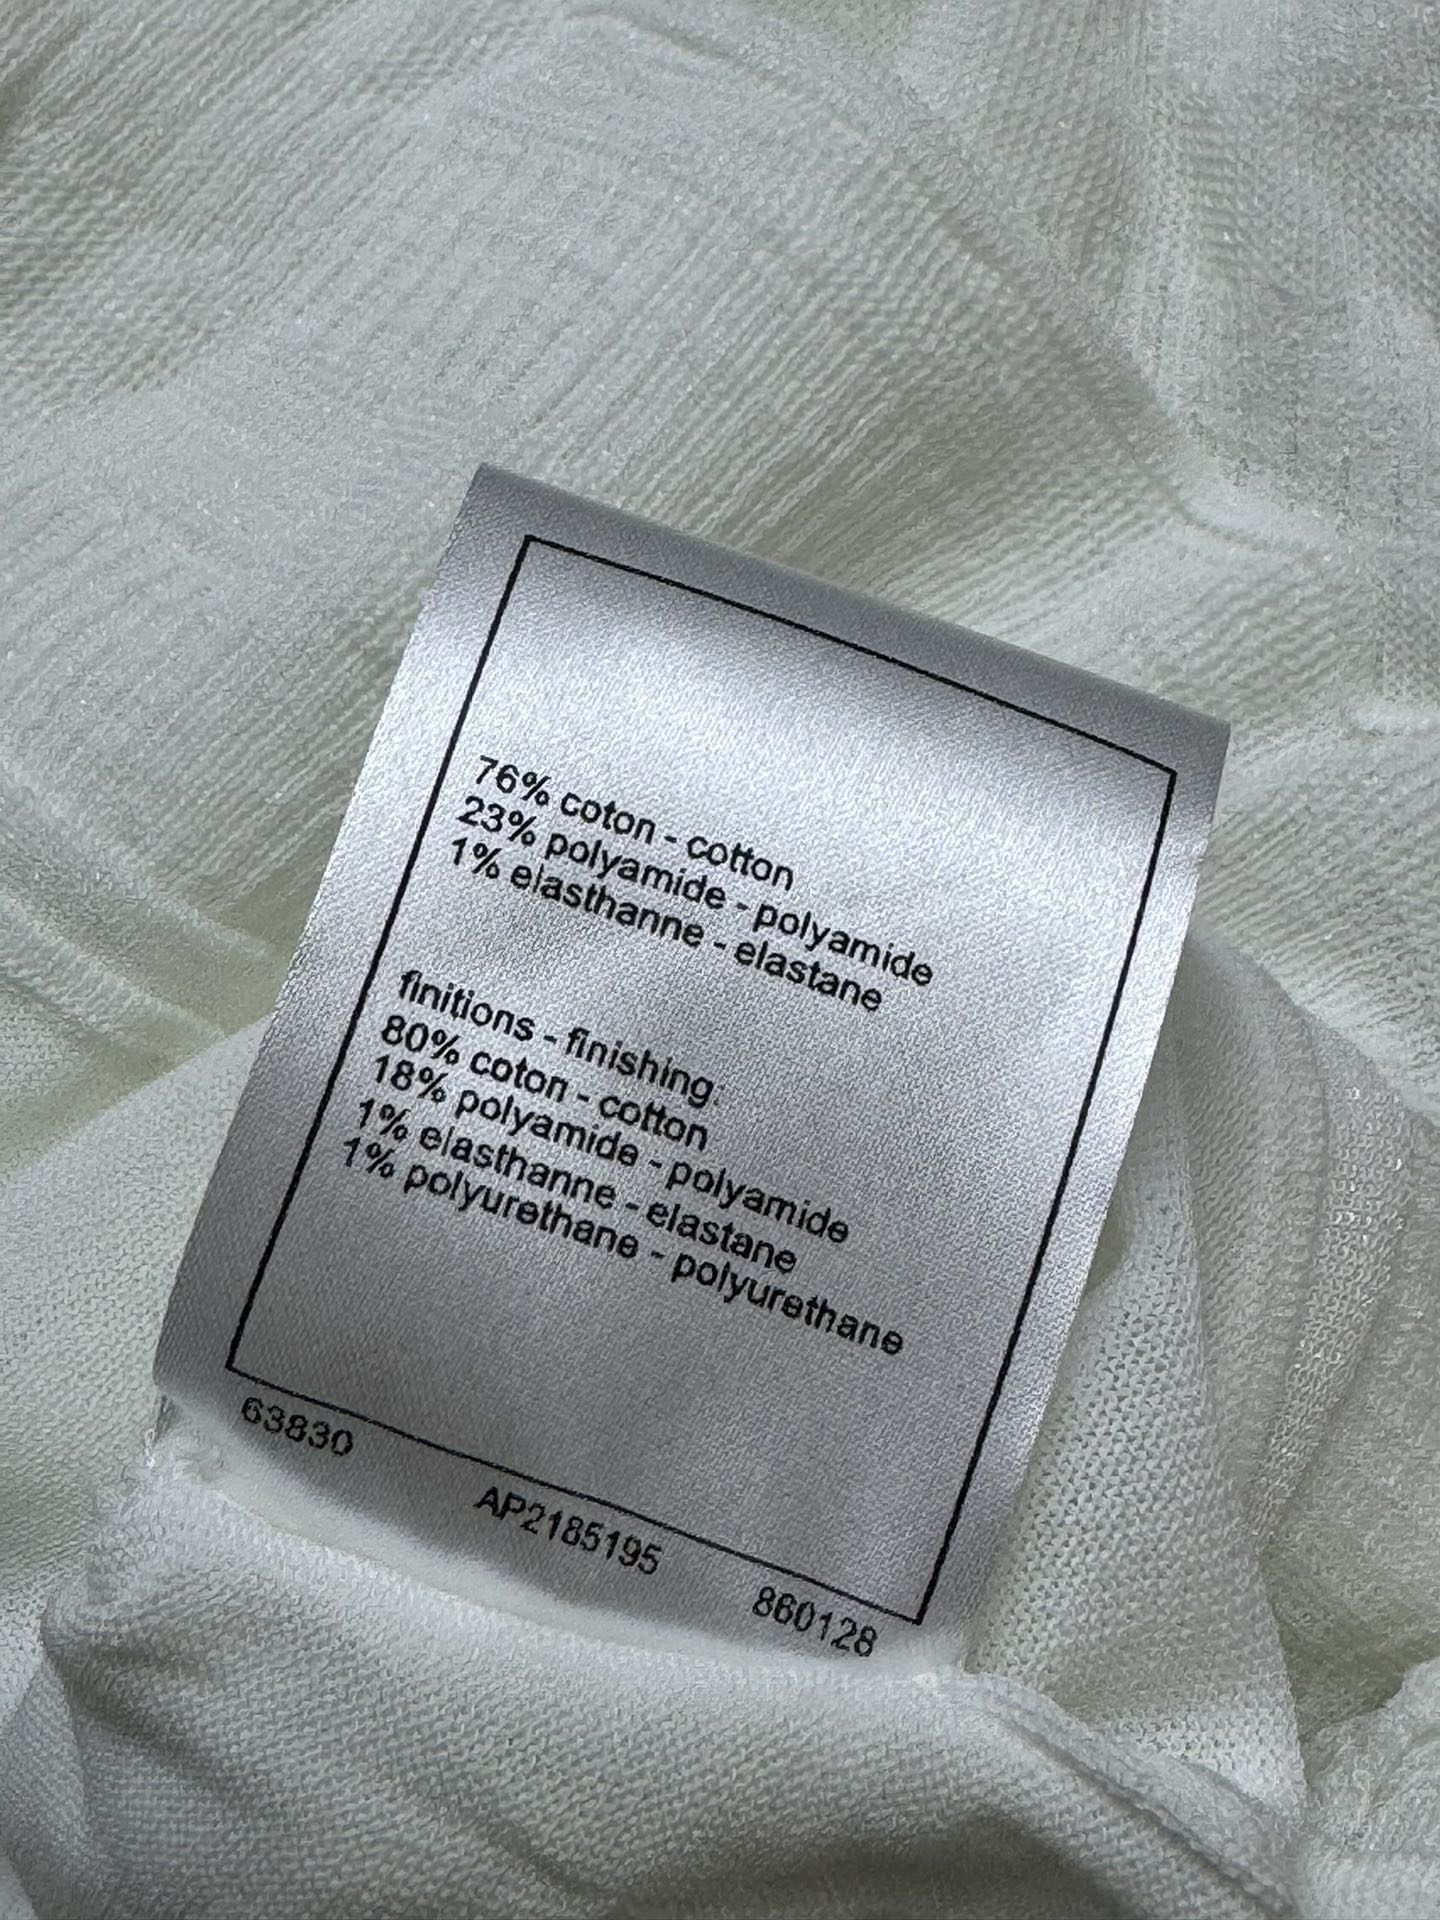 76% coton - cotton
23% polyamide - polyamide
1% elasthanne - elastane
finitions - finishing:
80% coton - cotton
18% polyamide - polyamide
1% elasthanne - elastane
1% polyurethane - polyurethane
63830 AP2185195 860128